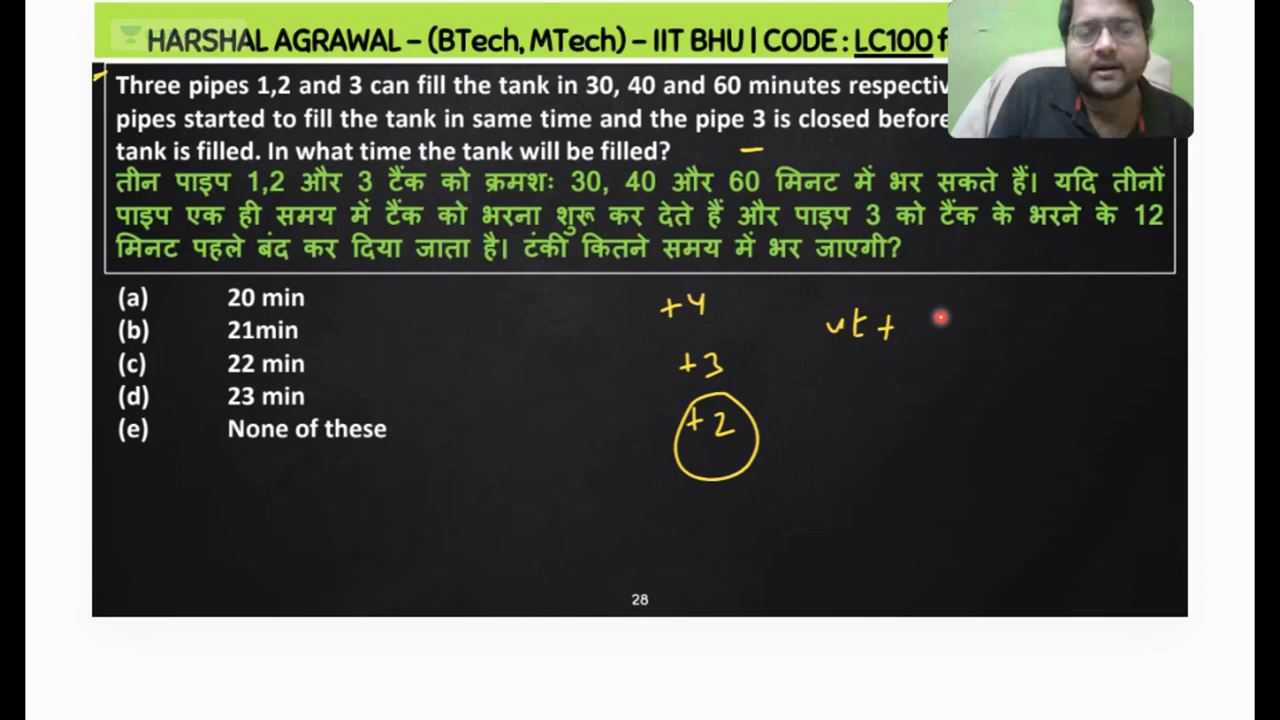 HARSHAL AGRAWAL – (BTech, MTech) – IIT BHU | CODE : LC100 f
Three pipes 1,2 and 3 can fill the tank in 30, 40 and 60 minutes
pipes started to fill the tank in same time and the pipe 3 is closed before
tank is filled. In what time the tank will be filled?
तीन पाइप 1,2 और 3 टैंक को क्रमशः 30, 40 और 60 मिनट में भर सकते हैं। यदि तीनों
पाइप एक ही समय में टैंक को भरना शुरू कर देते हैं और पाइप 3 को टैंक के भरने के 12
मिनट पहले बंद कर दिया जाता है। टंकी कितने समय में भर जाएगी?
(a) 20 min
(b) 21min
(c) 22 min
(d) 23 min
(e) None of these
+4
+3
+2
4t +
28